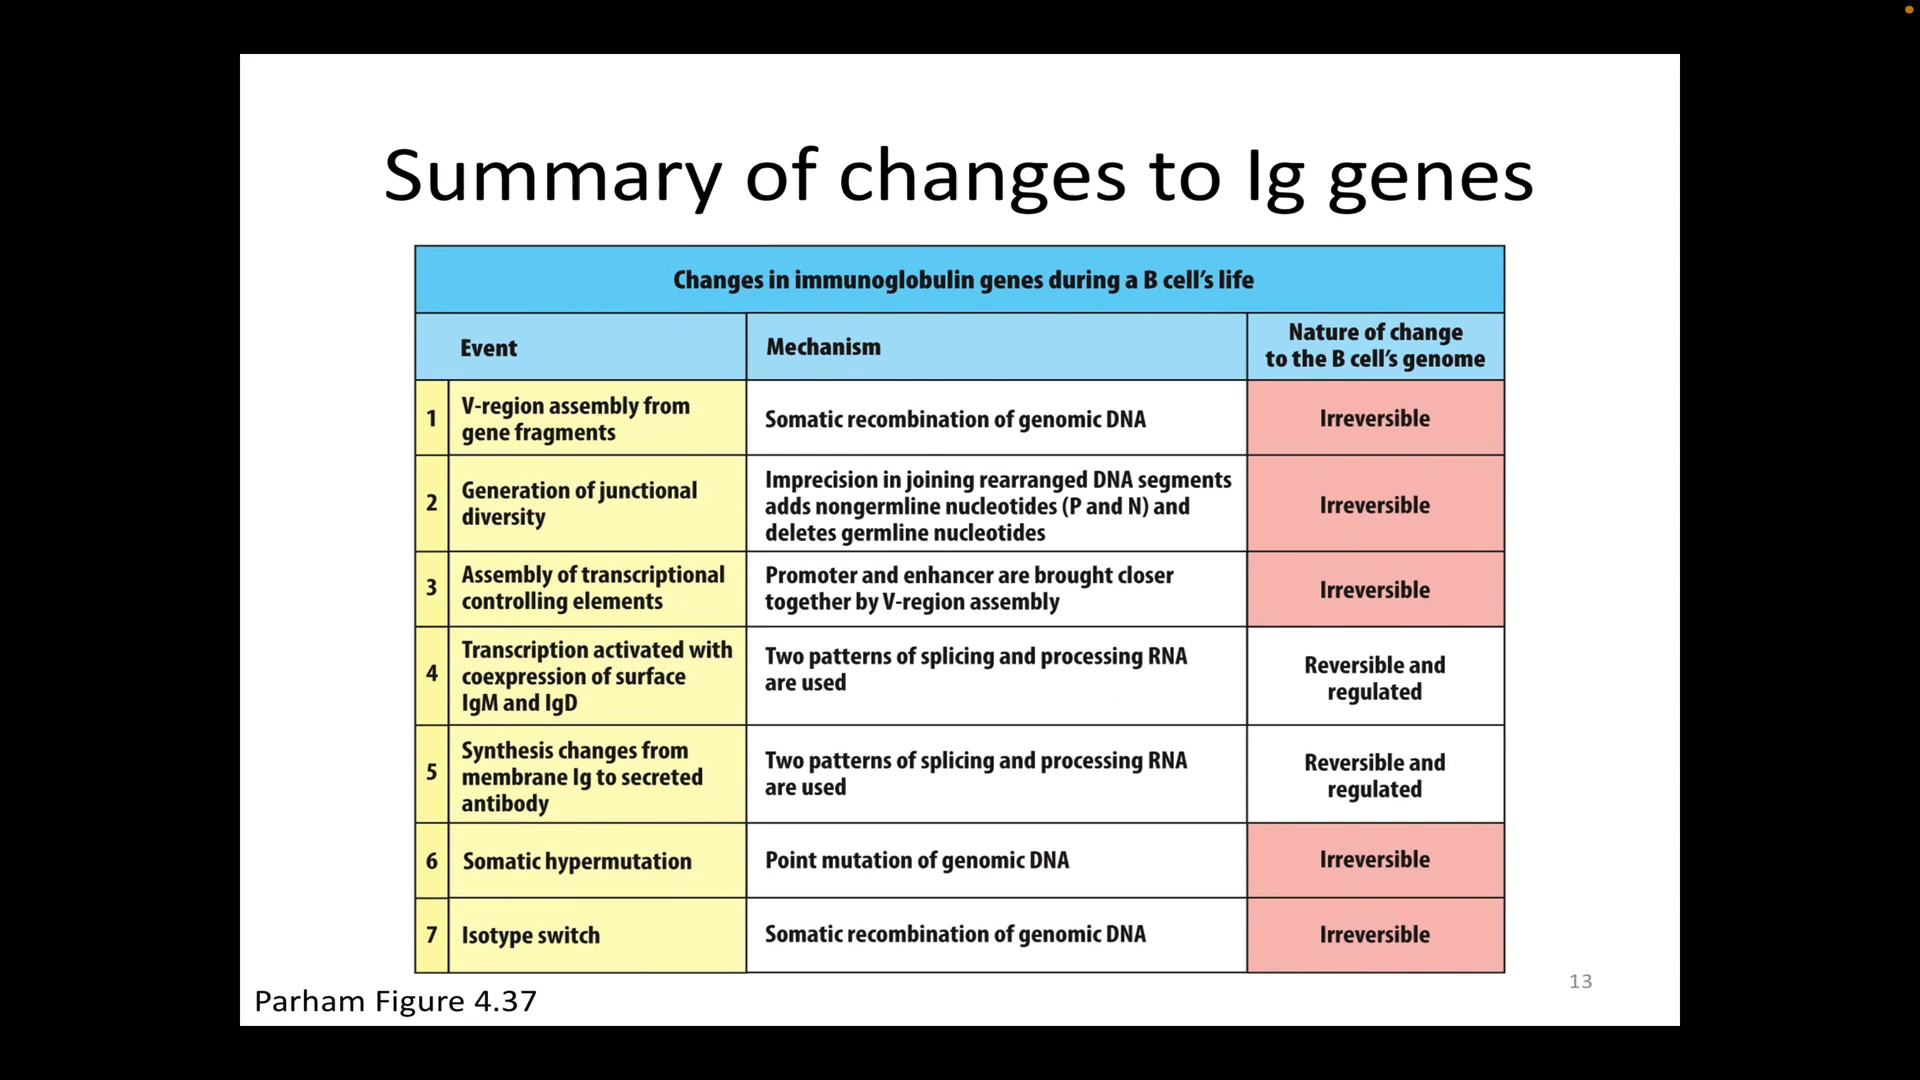 Summary of changes to Ig genes
Changes in immunoglobulin genes during a B cell's life
Event
Mechanism
Nature of change
to the B cell's genome
1
V-region assembly from
gene fragments
Somatic recombination of genomic DNA
Irreversible
2
Generation of junctional
diversity
Imprecision in joining rearranged DNA segments
adds nongermline nucleotides (P and N) and
deletes germline nucleotides
Irreversible
3
Assembly of transcriptional
controlling elements
Promoter and enhancer are brought closer
together by V-region assembly
Irreversible
4
Transcription activated with
coexpression of surface
IgM and IgD
Two patterns of splicing and processing RNA
are used
Reversible and
regulated
5
Synthesis changes from
membrane Ig to secreted
antibody
Two patterns of splicing and processing RNA
are used
Reversible and
regulated
6
Somatic hypermutation
Point mutation of genomic DNA
Irreversible
7
Isotype switch
Somatic recombination of genomic DNA
Irreversible
Parham Figure 4.37
13